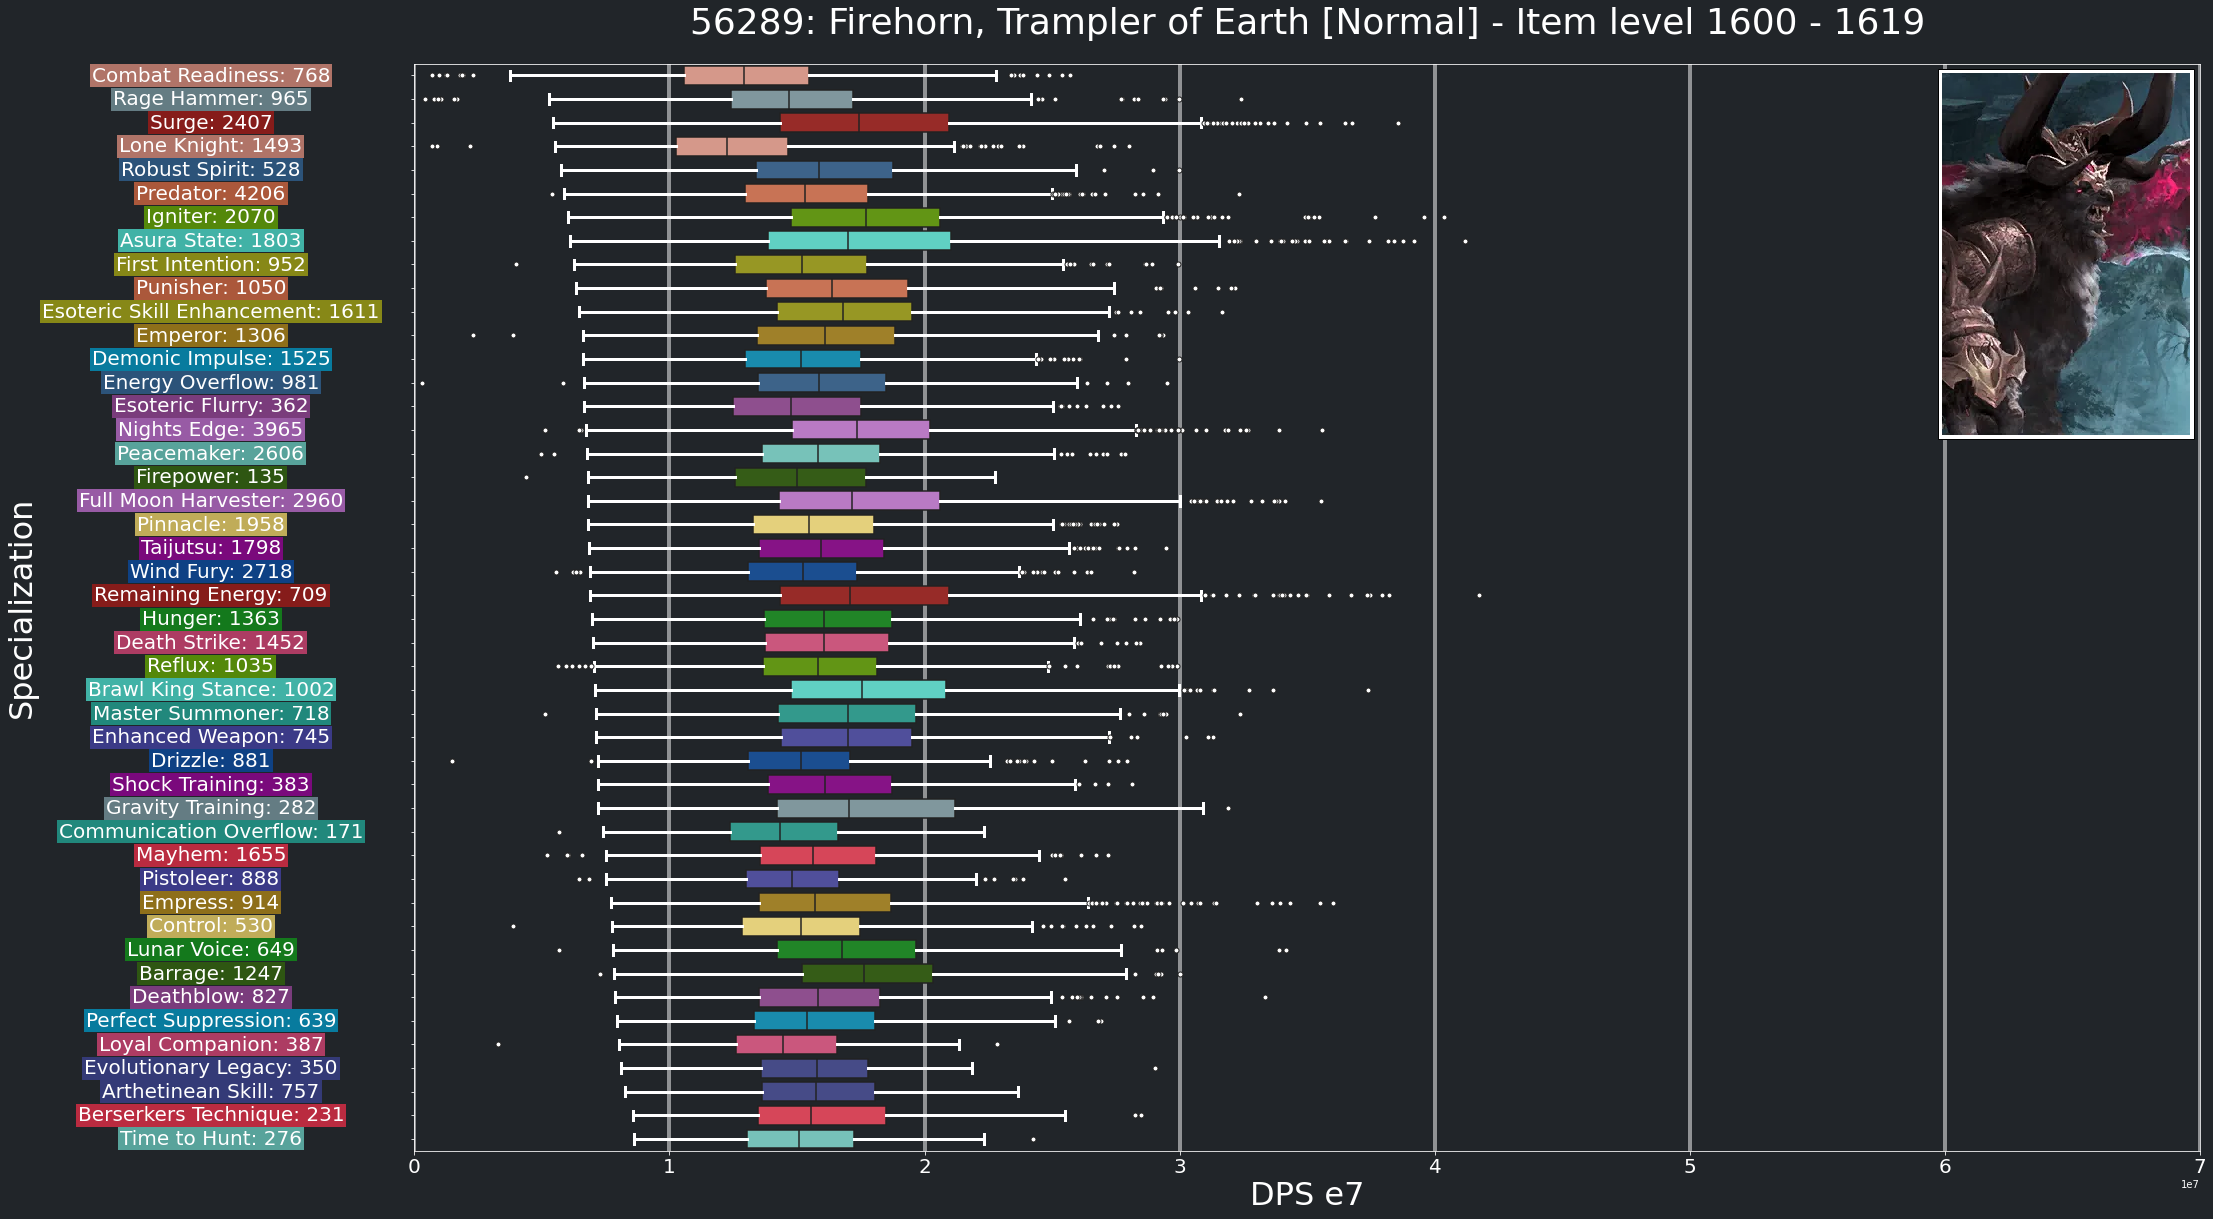 56289: Firehorn, Trampler of Earth [Normal] - Item level 1600 - 1619
Specialization
Combat Readiness: 768
Rage Hammer: 965
Surge: 2407
Lone Knight: 1493
Robust Spirit: 528
Predator: 4206
Igniter: 2070
Asura State: 1803
First Intention: 952
Punisher: 1050
Esoteric Skill Enhancement: 1611
Emperor: 1306
Demonic Impulse: 1525
Energy Overflow: 981
Esoteric Flurry: 362
Nights Edge: 3965
Peacemaker: 2606
Firepower: 135
Full Moon Harvester: 2960
Pinnacle: 1958
Taijutsu: 1798
Wind Fury: 2718
Remaining Energy: 709
Hunger: 1363
Death Strike: 1452
Reflux: 1035
Brawl King Stance: 1002
Master Summoner: 718
Enhanced Weapon: 745
Drizzle: 881
Shock Training: 383
Gravity Training: 282
Communication Overflow: 171
Mayhem: 1655
Pistoleer: 888
Empress: 914
Control: 530
Lunar Voice: 649
Barrage: 1247
Deathblow: 827
Perfect Suppression: 639
Loyal Companion: 387
Evolutionary Legacy: 350
Arthetinean Skill: 757
Berserkers Technique: 231
Time to Hunt: 276
0 1 2 3 4 5 6 7
1e7
DPS e7